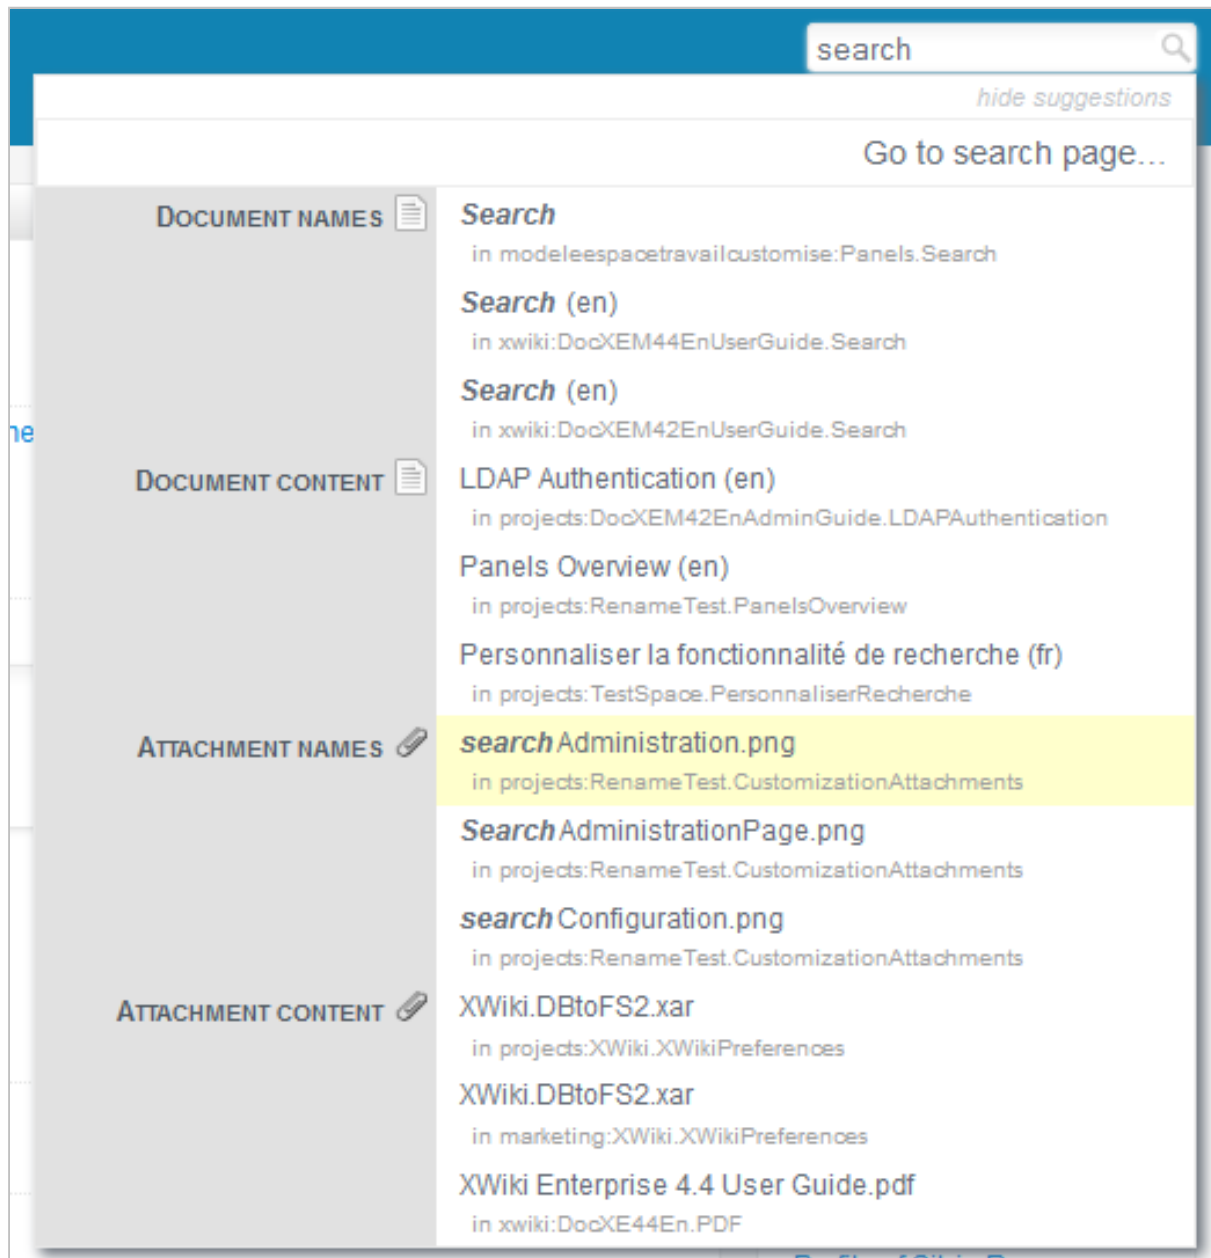 search
hide suggestions
Go to search page...
DOCUMENT NAMES
Search
in modeleespacetravailcustomise:Panels.Search
Search (en)
in xwiki:DocXEM44EnUserGuide.Search
Search (en)
in xwiki:DocXEM42EnUserGuide.Search
he
DOCUMENT CONTENT
LDAP Authentication (en)
in projects:DocXEM42EnAdminGuide.LDAPAuthentication
Panels Overview (en)
in projects:RenameTest.PanelsOverview
Personnaliser la fonctionnalité de recherche (fr)
in projects:TestSpace.PersonnaliserRecherche
ATTACHMENT NAMES
searchAdministration.png
in projects:RenameTest.CustomizationAttachments
SearchAdministrationPage.png
in projects:RenameTest.CustomizationAttachments
searchConfiguration.png
in projects:RenameTest.CustomizationAttachments
ATTACHMENT CONTENT
XWiki.DBtoFS2.xar
in projects:XWiki.XWikiPreferences
XWiki.DBtoFS2.xar
in marketing:XWiki.XWikiPreferences
XWiki Enterprise 4.4 User Guide.pdf
in xwiki:DocXE44En.PDF